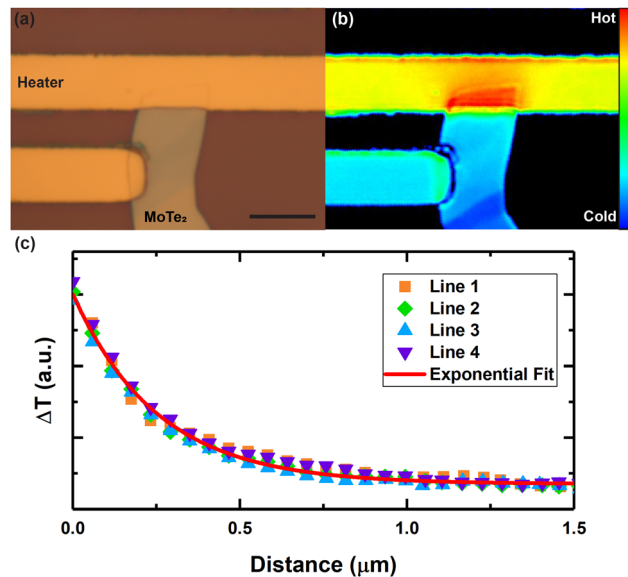 (a)
Heater
MoTe₂
(b)
Hot
Cold
(c)
ΔT (a.u.)
Line 1
Line 2
Line 3
Line 4
Exponential Fit
0.0 0.5 1.0 1.5
Distance (μm)